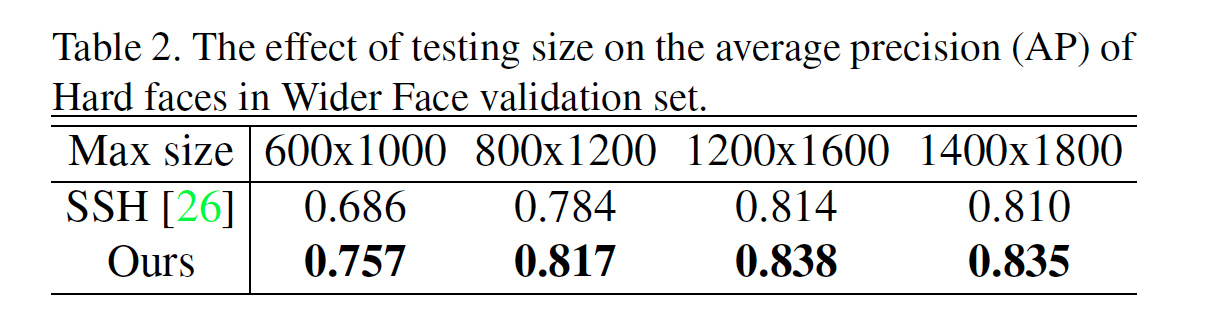 Table 2. The effect of testing size on the average precision (AP) of
Hard faces in Wider Face validation set.
Max size 600x1000 800x1200 1200x1600 1400x1800
SSH [26] 0.686 0.784 0.814 0.810
Ours 0.757 0.817 0.838 0.835